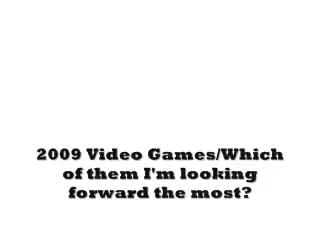 2009 Video Games/Which
of them I'm looking
forward the most?